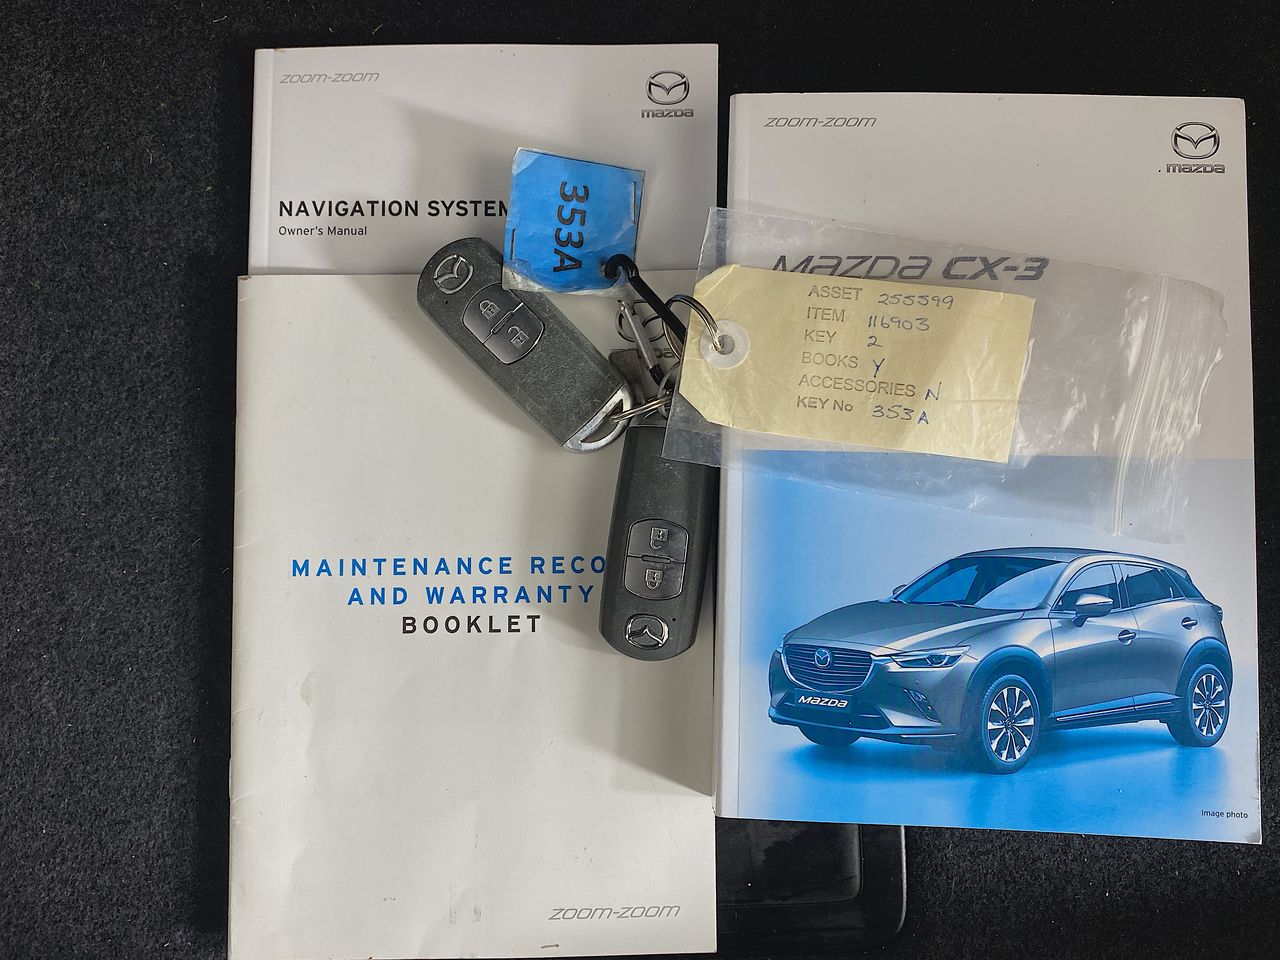 zoom-zoom
mazda
NAVIGATION SYSTEM
Owner's Manual
353A
MAINTENANCE RECO
AND WARRANTY
BOOKLET
zoom-zoom
zoom-zoom
mazda
mazda CX-3
ASSET 255599
ITEM 116903
KEY 2
BOOKS Y
ACCESSORIES N
KEY No 353A
mazda
Image photo